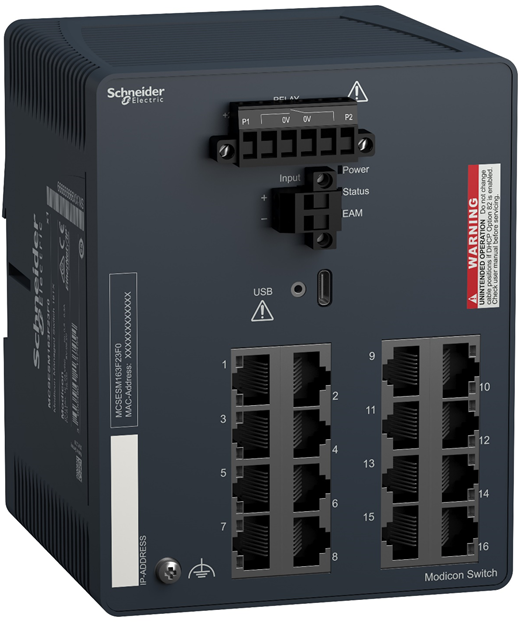 Schneider
Electric
RELAY
P1 0V 0V P2
Input
Power
Status
EAM
+
−
USB
WARNING
UNINTENDED OPERATION Do not change
cable positions if DHCP Option 82 is enabled.
Check user manual before servicing.
MCSESM163F23F0
MAC-Address: XXXXXXXXXXXX
IP-ADDRESS
1
2
3
4
5
6
7
8
9
10
11
12
13
14
15
16
Modicon Switch
Schneider
Electric